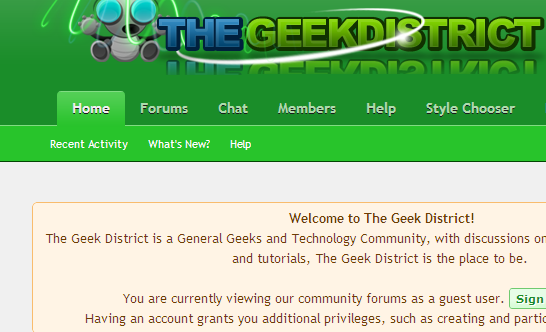 THE GEEKDISTRICT
Home Forums Chat Members Help Style Chooser
Recent Activity What's New? Help
Welcome to The Geek District!
The Geek District is a General Geeks and Technology Community, with discussions on
and tutorials, The Geek District is the place to be.
You are currently viewing our community forums as a guest user. Sign
Having an account grants you additional privileges, such as creating and partic